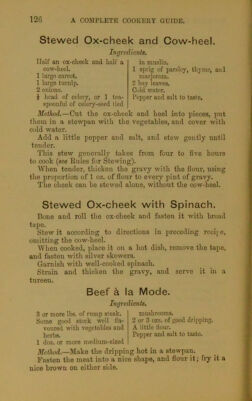 126 A COMPLETE COOKERY GUIDE.
Stewed Ox-cheek and Cow-heel.
Ingredients.
Half an ox-cheek and half a
cow-heel.
1 large carrot.
1 large turnip.
2 onions.
½ head of celery, or 1 tea-
spoonful of celery-seed tied
in muslin.
1 sprig of parsley, thyme, and
marjoram.
2 bay leaves.
Cold water.
Pepper and salt to taste.
Method.—Cut the ox-cheek and heel into pieces, put
them in a stewpan with the vegetables, and cover with
cold water.
Add a little pepper and salt, and stew gently until
tender.
This stew generally takes from four to five hours
to cook (see Rules for Stewing).
When tender, thicken the gravy with the flour, using
the proportion of 1 oz. of flour to every pint of gravy.
The cheek can be stewed alone, without the cow-heel.
Stewed Ox-cheek with Spinach.
Bone and roll the ox-cheek and fasten it with broad
tape.
Stew it according to directions in preceding recipe,
omitting the cow-heel.
When cooked, place it on a hot dish, remove the tape,
and fasten with silver skewers.
Garnish with well-cooked spinach.
Strain and thicken the gravy, and serve it in a
tureen.
Beef à la Mode.
Ingredients.
3 or more lbs. of rump steak.
Some good stock well fla-
voured with vegetables and
herbs.
1 doz. or more medium-sized
mushrooms.
2 or 3 ozs. of good dripping.
A little flour.
Pepper and salt to taste.
Method.—Make the dripping hot in a stewpan.
Fasten the meat into a nice shape, and flour it; fry it a
nice brown on either side.